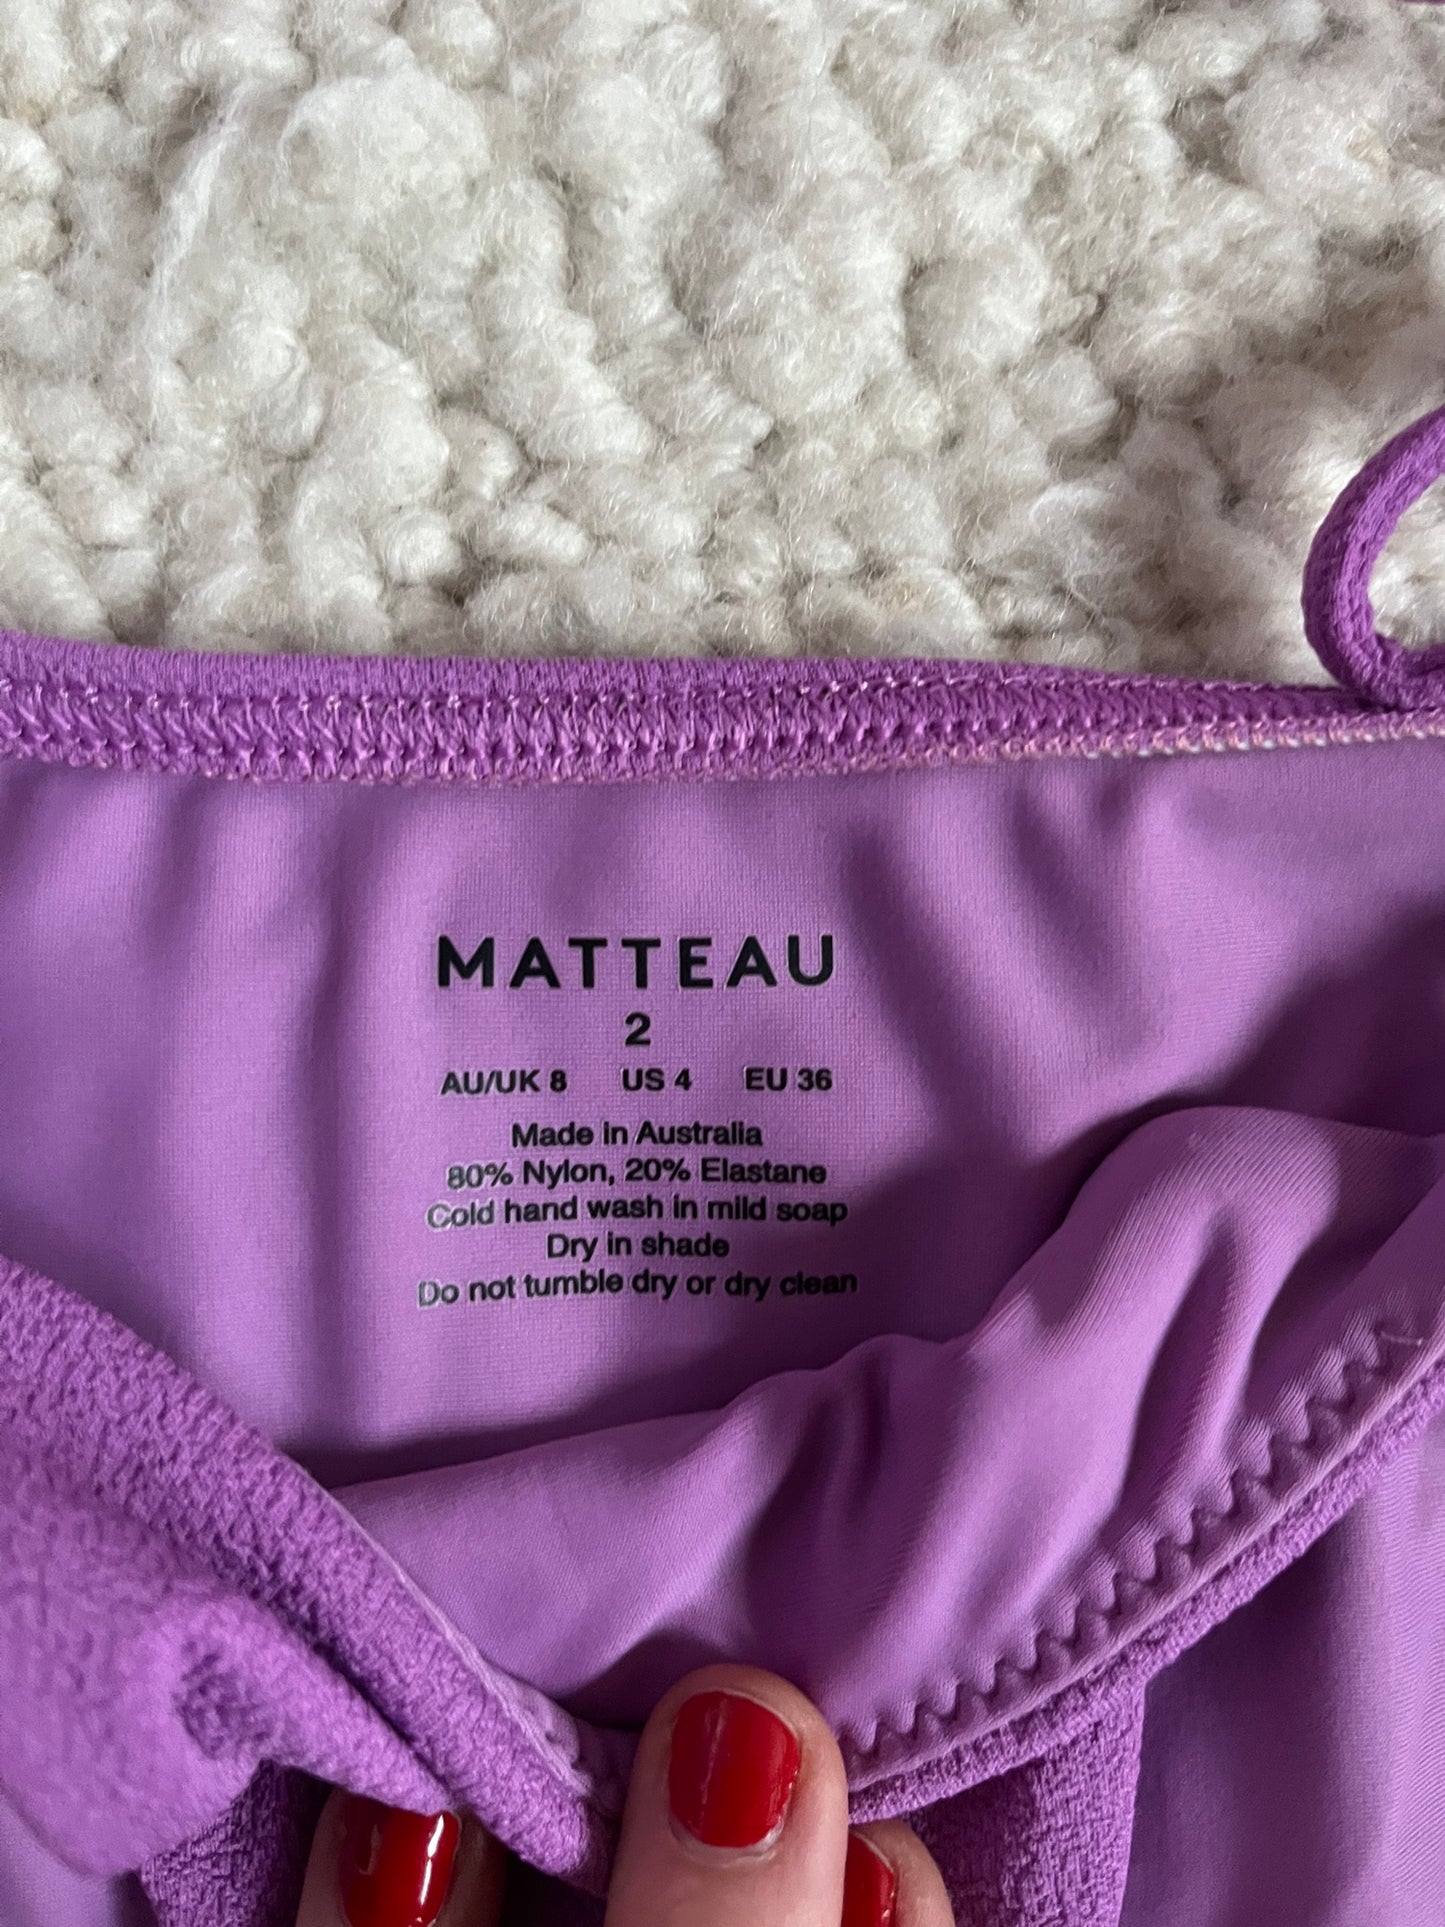 MATTEAU
2
AU/UK 8 US 4 EU 36
Made in Australia
80% Nylon, 20% Elastane
Cold hand wash in mild soap
Dry in shade
Do not tumble dry or dry clean